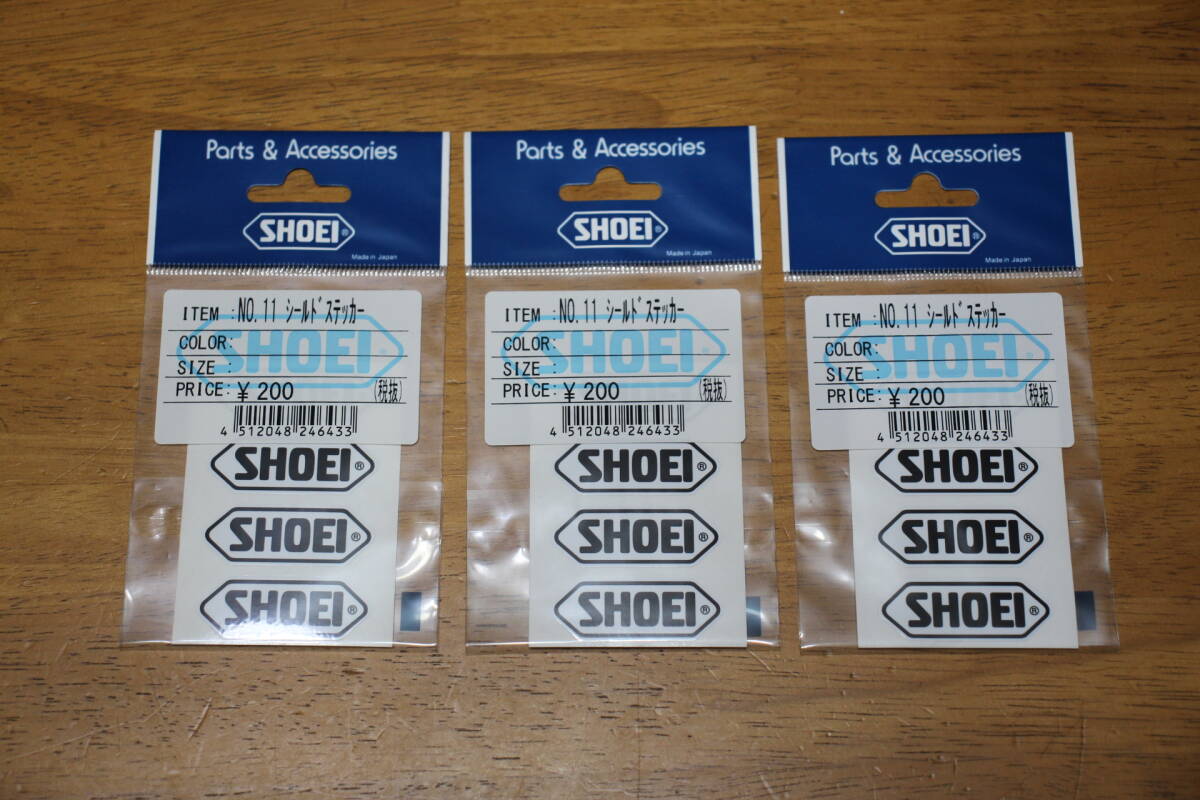 Parts & Accessories
SHOEI®
Made in Japan
ITEM :NO.11 ｼｰﾙﾄﾞｽﾃｯｶｰ
SHOEI®
COLOR:
SIZE :
PRICE:￥200 (税抜)
4 512048 246433
SHOEI®
SHOEI®
SHOEI®
Parts & Accessories
SHOEI®
Made in Japan
ITEM :NO.11 ｼｰﾙﾄﾞｽﾃｯｶｰ
SHOEI®
COLOR:
SIZE :
PRICE:￥200 (税抜)
4 512048 246433
SHOEI®
SHOEI®
SHOEI®
Parts & Accessories
SHOEI®
Made in Japan
ITEM :NO.11 ｼｰﾙﾄﾞｽﾃｯｶｰ
SHOEI®
COLOR:
SIZE :
PRICE:￥200 (税抜)
4 512048 246433
SHOEI®
SHOEI®
SHOEI®